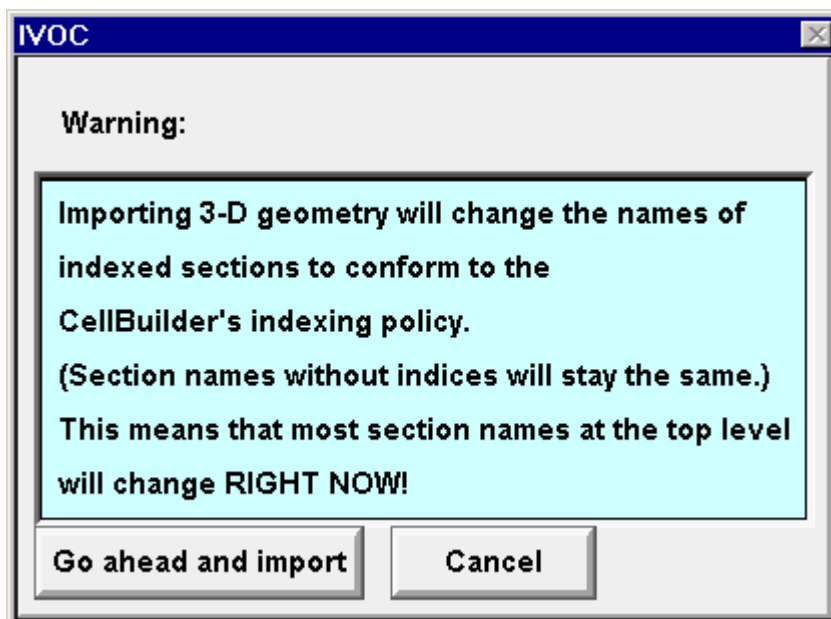 IVOC
Warning:
Importing 3-D geometry will change the names of
indexed sections to conform to the
CellBuilder's indexing policy.
(Section names without indices will stay the same.)
This means that most section names at the top level
will change RIGHT NOW!
Go ahead and import
Cancel